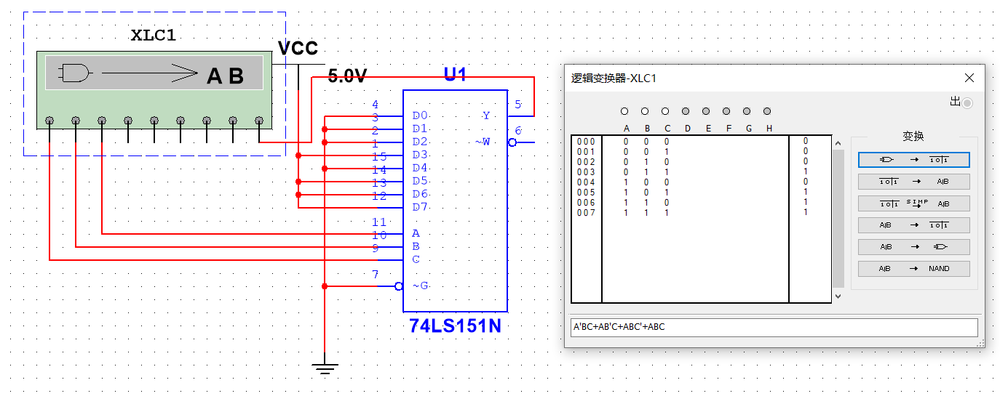 XLC1
A B
VCC
5.0V
U1
4
3
2
1
15
14
13
12
11
10
9
7
D0
D1
D2
D3
D4
D5
D6
D7
A
B
C
~G
Y
~W
5
6
74LS151N
逻辑变换器-XLC1
出
A B C D E F G H
000 0 0 0 0
001 0 0 1 0
002 0 1 0 0
003 0 1 1 1
004 1 0 0 0
005 1 0 1 1
006 1 1 0 1
007 1 1 1 1
变换
1 0|1
1 0|1 A|B
1 0|1 SIMP A|B
A|B 1 0|1
A|B
A|B NAND
A'BC+AB'C+ABC'+ABC